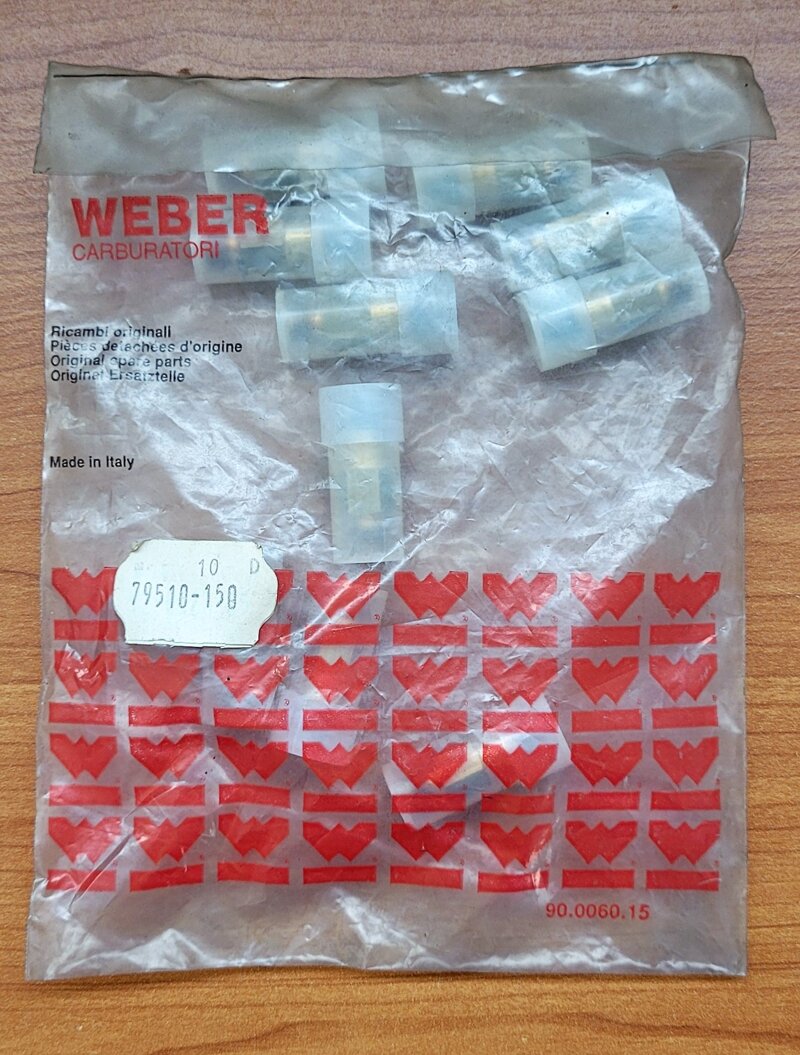 WEBER
CARBURATORI
Ricambi originali
Pièces detachées d'origine
Original spare parts
Original Ersatzteile
Made in Italy
10 D
79510-150
90.0060.15